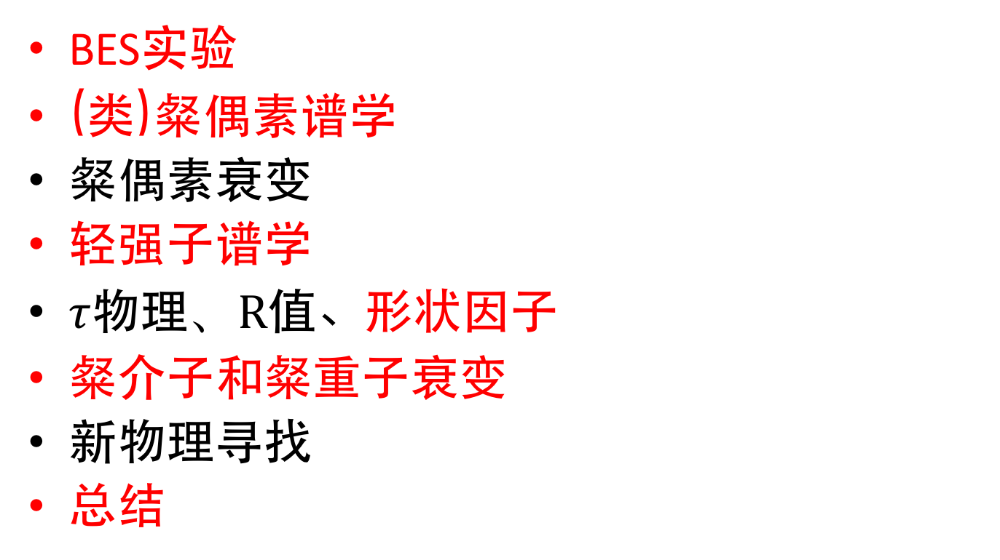 • BES实验
• (类)粲偶素谱学
• 粲偶素衰变
• 轻强子谱学
• τ物理、R值、形状因子
• 粲介子和粲重子衰变
• 新物理寻找
• 总结